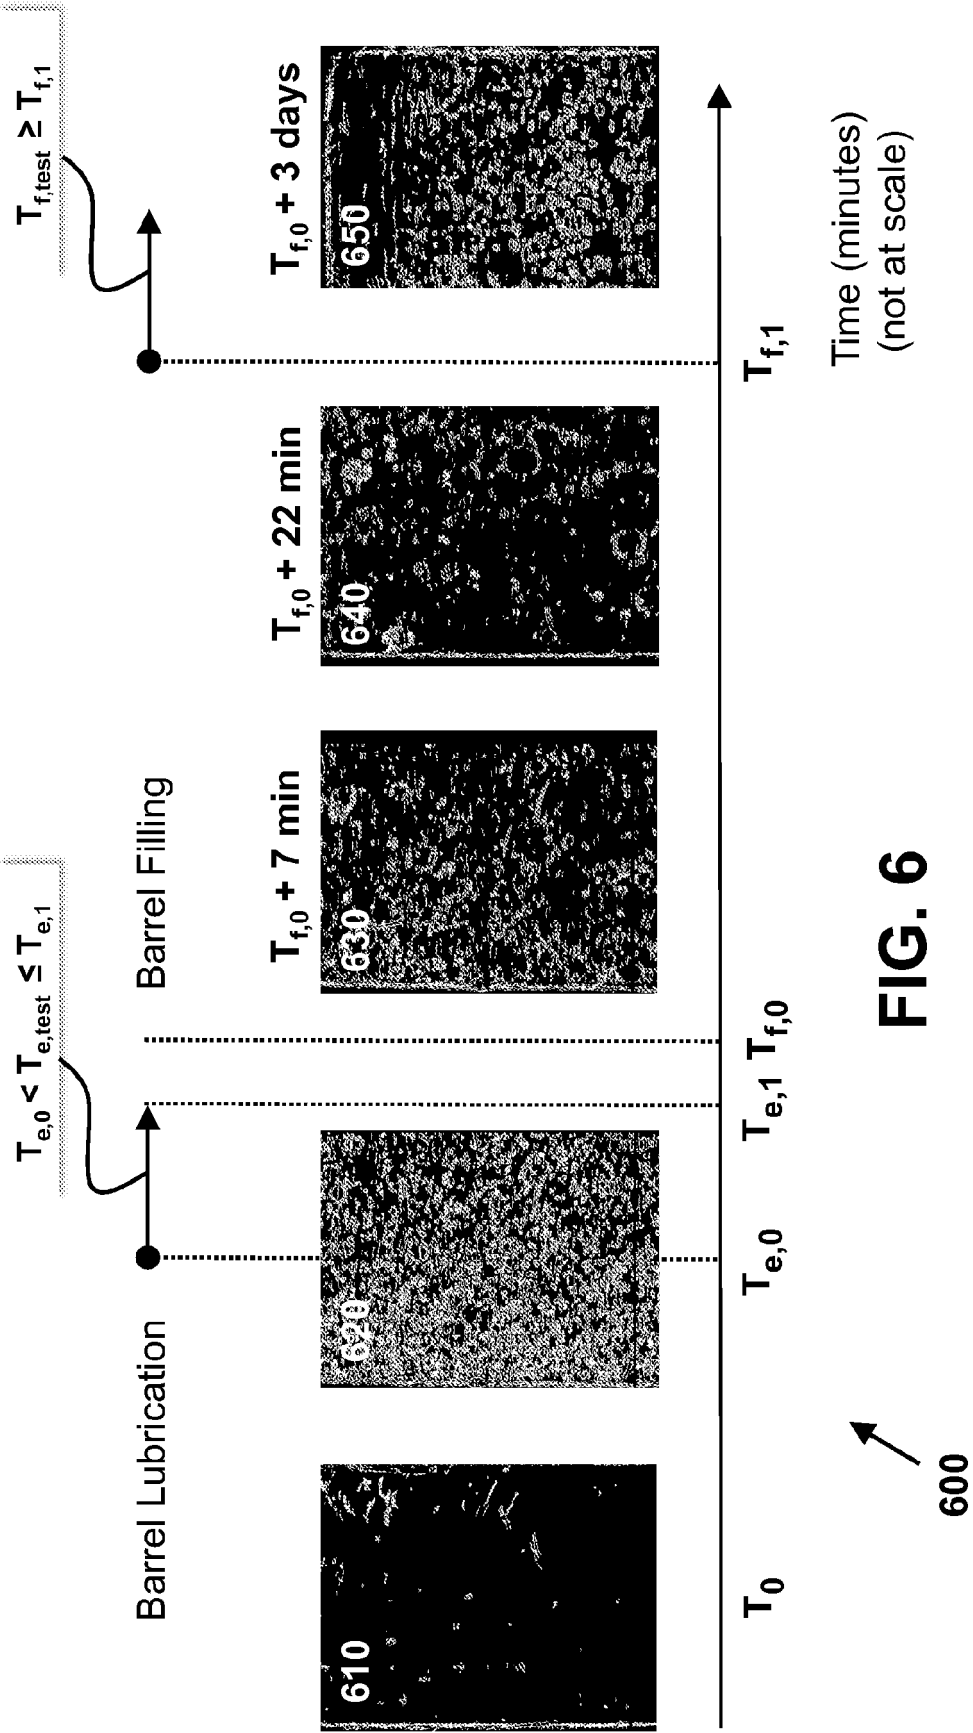 T_{e,0} < T_{e,test} ≤ T_{e,1}
T_{f,test} ≥ T_{f,1}
Barrel Lubrication
Barrel Filling
T_{f,0} + 7 min
T_{f,0} + 22 min
T_{f,0} + 3 days
610
620
630
640
650
T_0
T_{e,0}
T_{e,1}
T_{f,0}
T_{f,1}
Time (minutes)
(not at scale)
600
FIG. 6